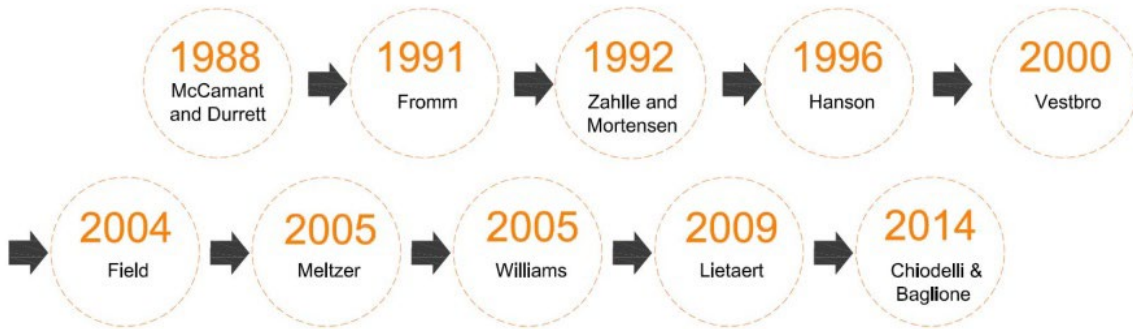 1988
McCamant
and Durrett
1991
Fromm
1992
Zahlle and
Mortensen
1996
Hanson
2000
Vestbro
2004
Field
2005
Meltzer
2005
Williams
2009
Lietaert
2014
Chiodelli &
Baglione